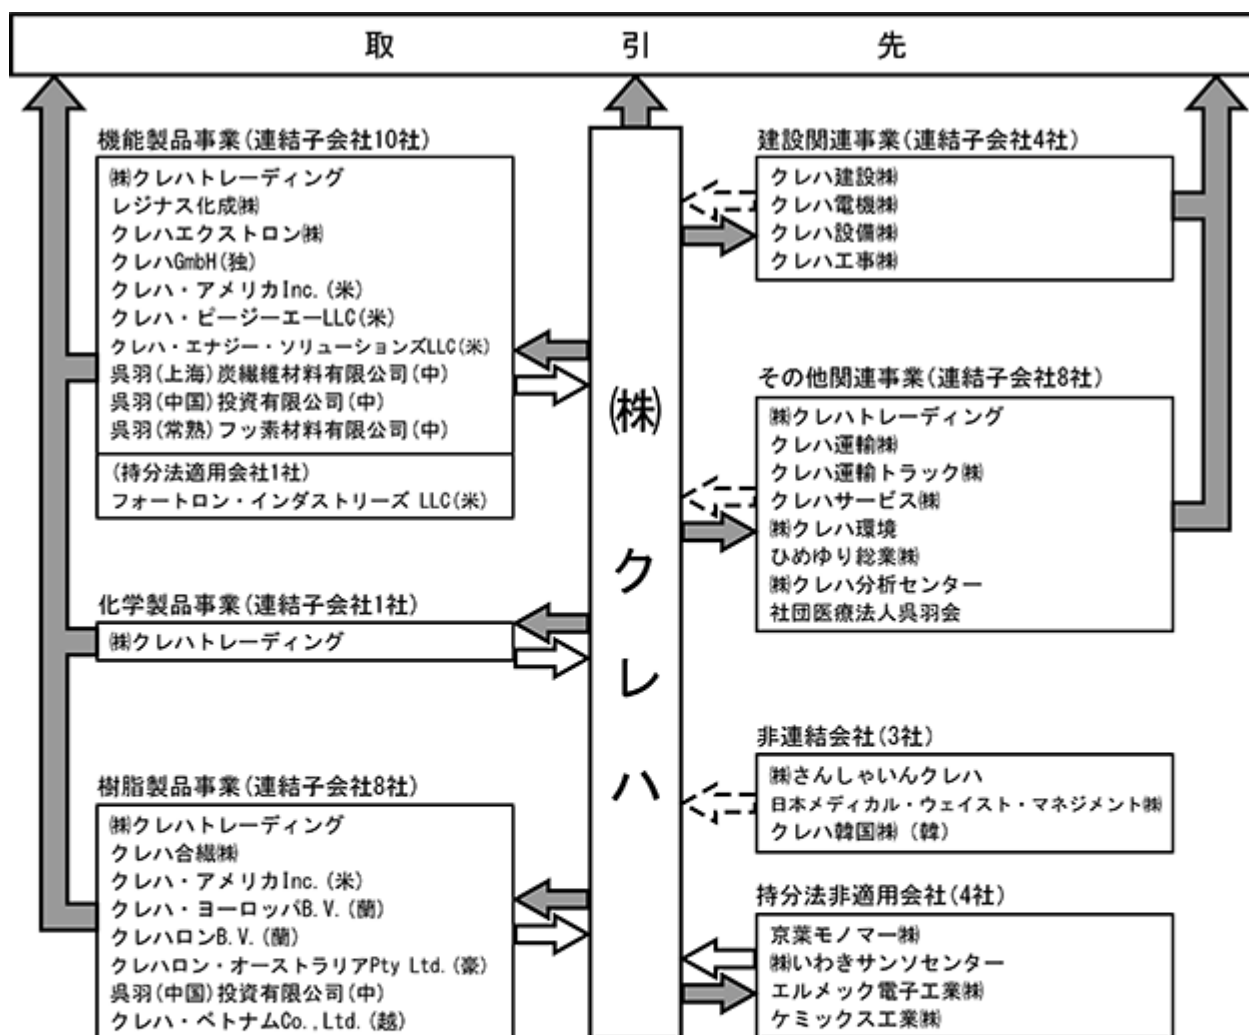 取引先
機能製品事業(連結子会社10社)
㈱クレハトレーディング
レジナス化成㈱
クレハエクストロン㈱
クレハGmbH(独)
クレハ・アメリカInc.(米)
クレハ・ピージーエーLLC(米)
クレハ・エナジー・ソリューションズLLC(米)
呉羽(上海)炭繊維材料有限公司(中)
呉羽(中国)投資有限公司(中)
呉羽(常熟)フッ素材料有限公司(中)
(持分法適用会社1社)
フォートロン・インダストリーズ LLC(米)
化学製品事業(連結子会社1社)
㈱クレハトレーディング
樹脂製品事業(連結子会社8社)
㈱クレハトレーディング
クレハ合繊㈱
クレハ・アメリカInc.(米)
クレハ・ヨーロッパB.V.(蘭)
クレハロンB.V.(蘭)
クレハロン・オーストラリアPty Ltd.(豪)
呉羽(中国)投資有限公司(中)
クレハ・ベトナムCo.,Ltd.(越)
㈱クレハ
建設関連事業(連結子会社4社)
クレハ建設㈱
クレハ電機㈱
クレハ設備㈱
クレハ工事㈱
その他関連事業(連結子会社8社)
㈱クレハトレーディング
クレハ運輸㈱
クレハ運輸トラック㈱
クレハサービス㈱
㈱クレハ環境
ひめゆり総業㈱
㈱クレハ分析センター
社団医療法人呉羽会
非連結会社(3社)
㈱さんしゃいんクレハ
日本メディカル・ウェイスト・マネジメント㈱
クレハ韓国㈱(韓)
持分法非適用会社(4社)
京葉モノマー㈱
㈱いわきサンソセンター
エルメック電子工業㈱
ケミックス工業㈱